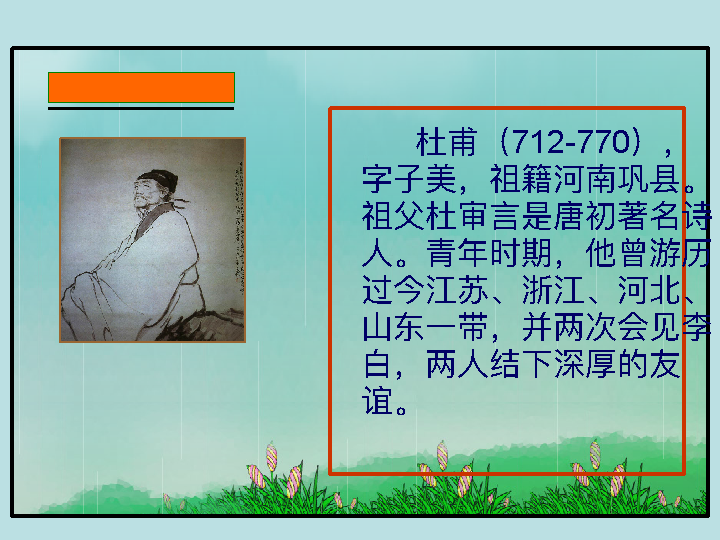 杜甫（712-770），
字子美，祖籍河南巩县。
祖父杜审言是唐初著名诗
人。青年时期，他曾游历
过今江苏、浙江、河北、
山东一带，并两次会见李
白，两人结下深厚的友
谊。